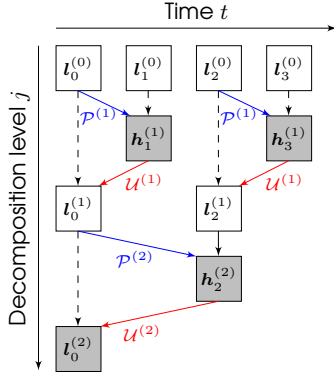 Time t
Decomposition level j
l_0^{(0)} l_1^{(0)} l_2^{(0)} l_3^{(0)}
𝒫^{(1)} 𝒫^{(1)}
h_1^{(1)} h_3^{(1)}
𝒰^{(1)} 𝒰^{(1)}
l_0^{(1)} l_2^{(1)}
𝒫^{(2)}
h_2^{(2)}
𝒰^{(2)}
l_0^{(2)}